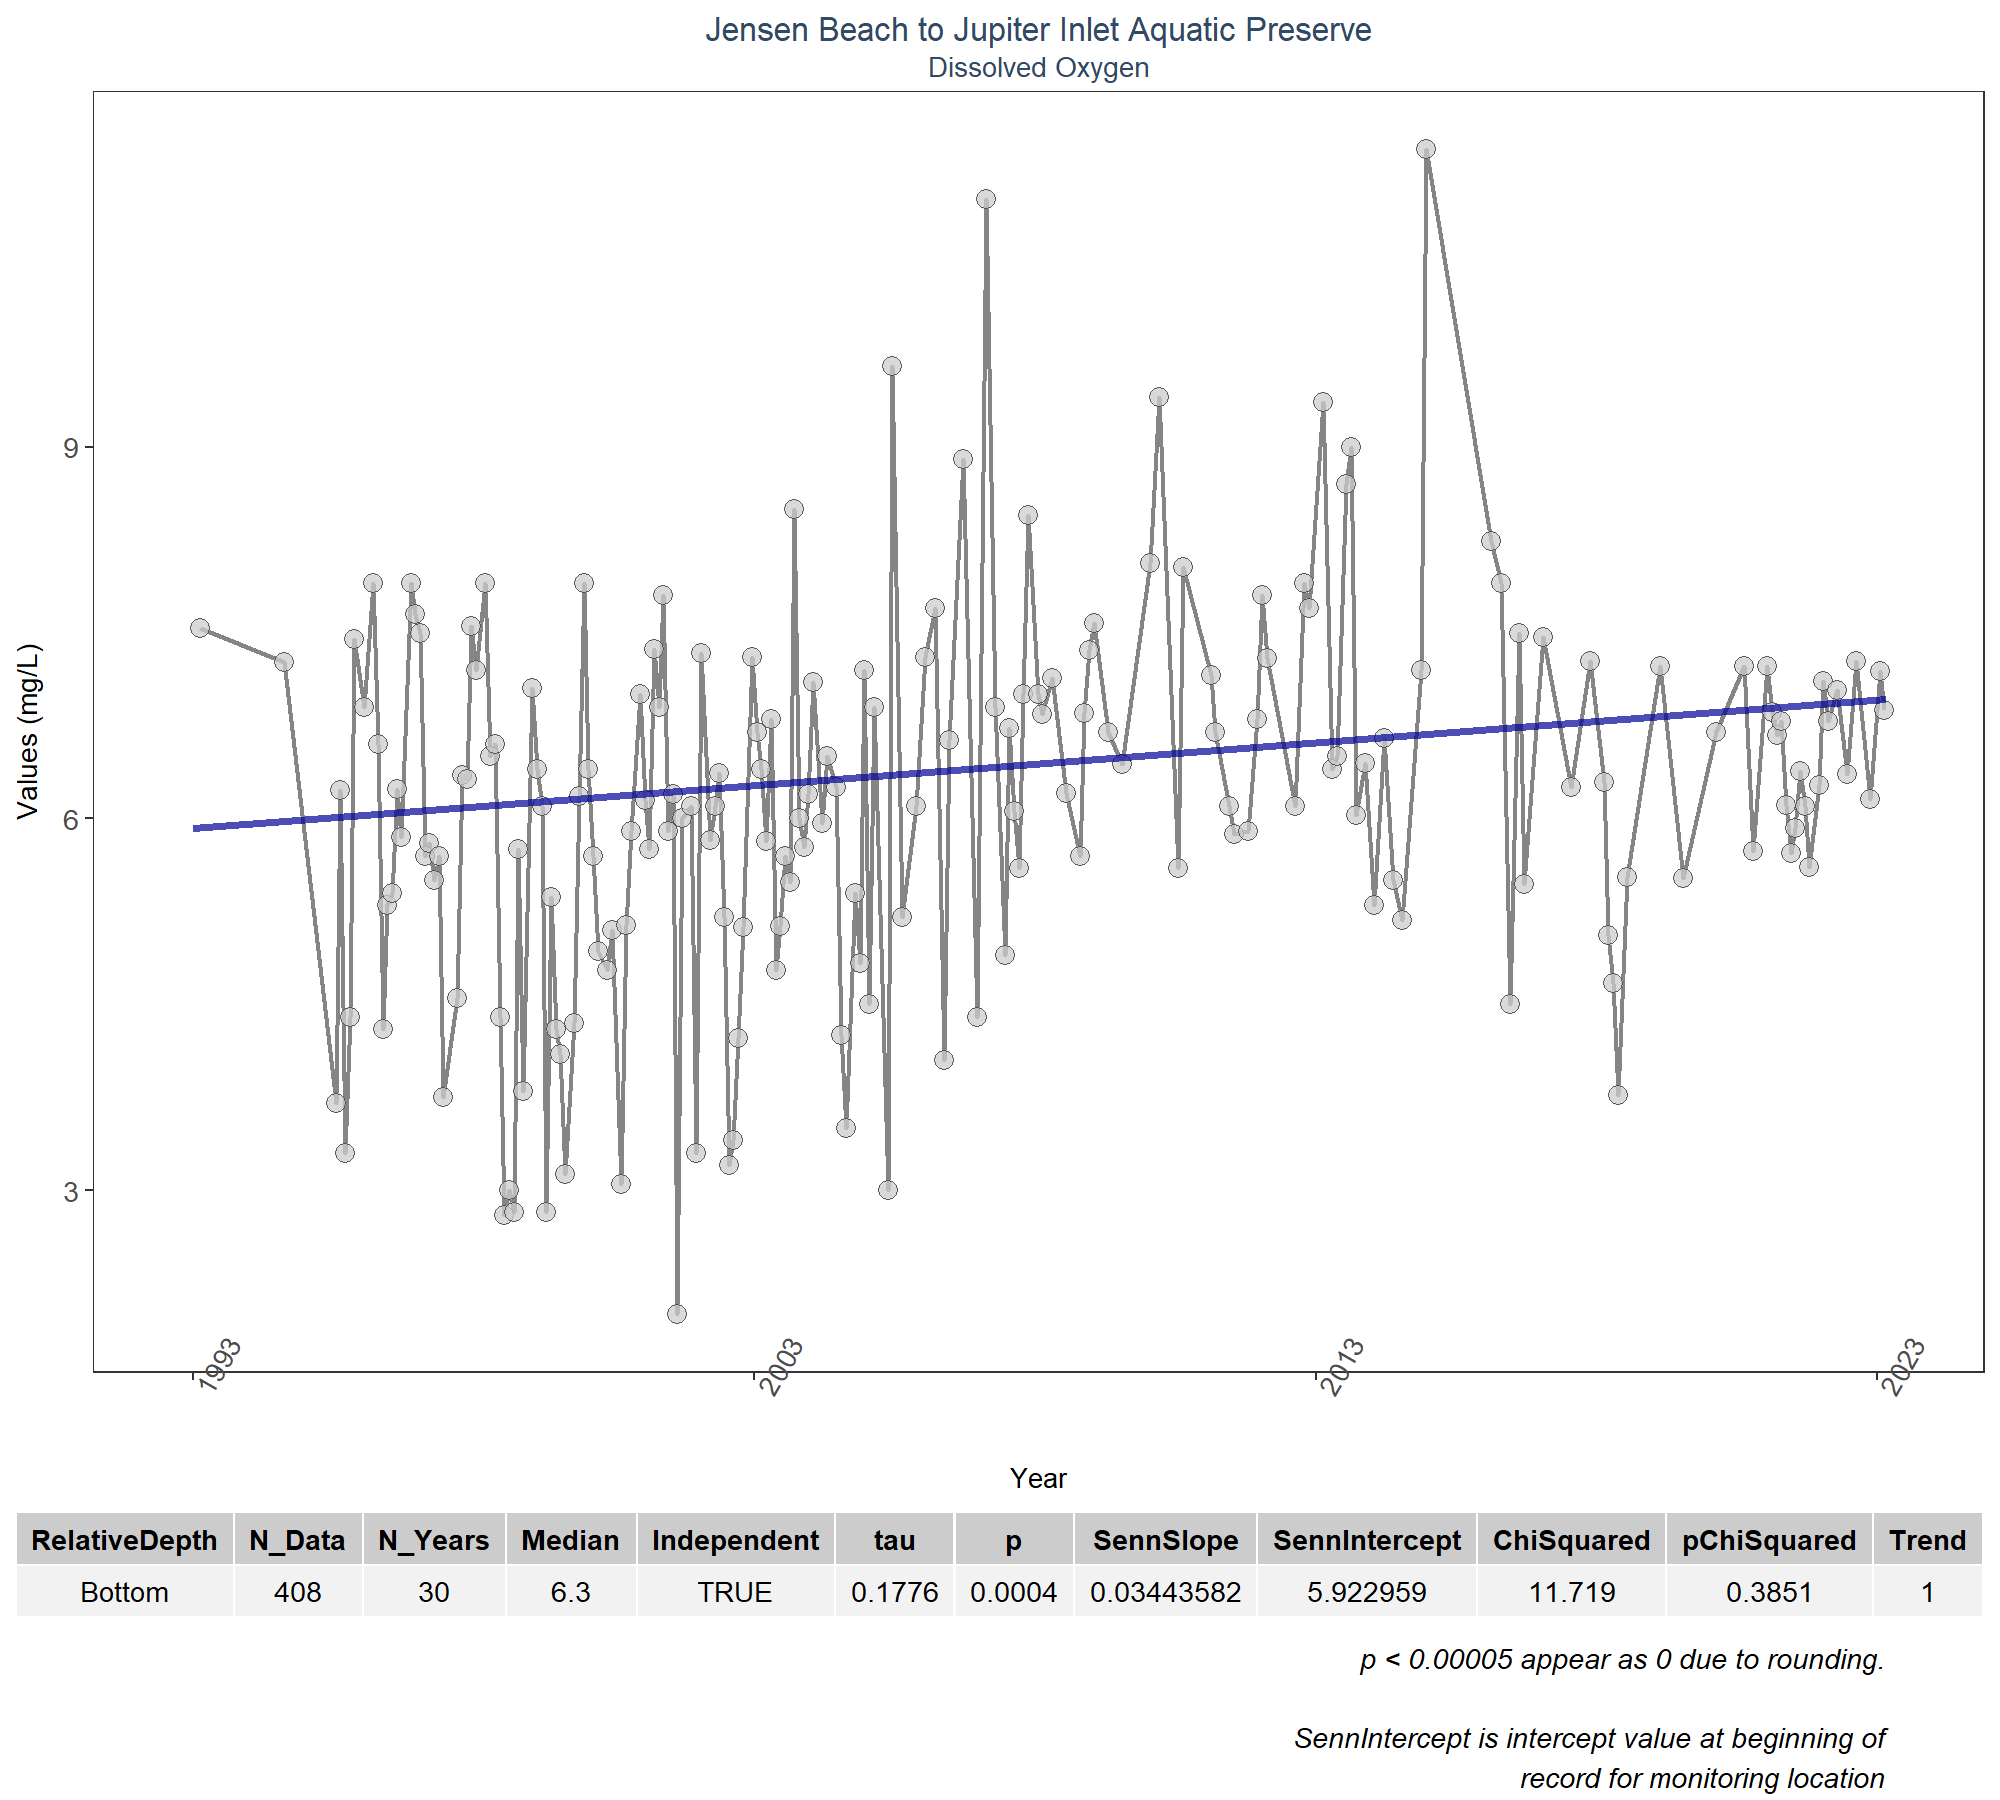 Jensen Beach to Jupiter Inlet Aquatic Preserve
Dissolved Oxygen
Values (mg/L)
9
6
3
1993 2003 2013 2023
Year
RelativeDepth N_Data N_Years Median Independent tau p SennSlope SennIntercept ChiSquared pChiSquared Trend
Bottom 408 30 6.3 TRUE 0.1776 0.0004 0.03443582 5.922959 11.719 0.3851 1
p < 0.00005 appear as 0 due to rounding.
SennIntercept is intercept value at beginning of
record for monitoring location